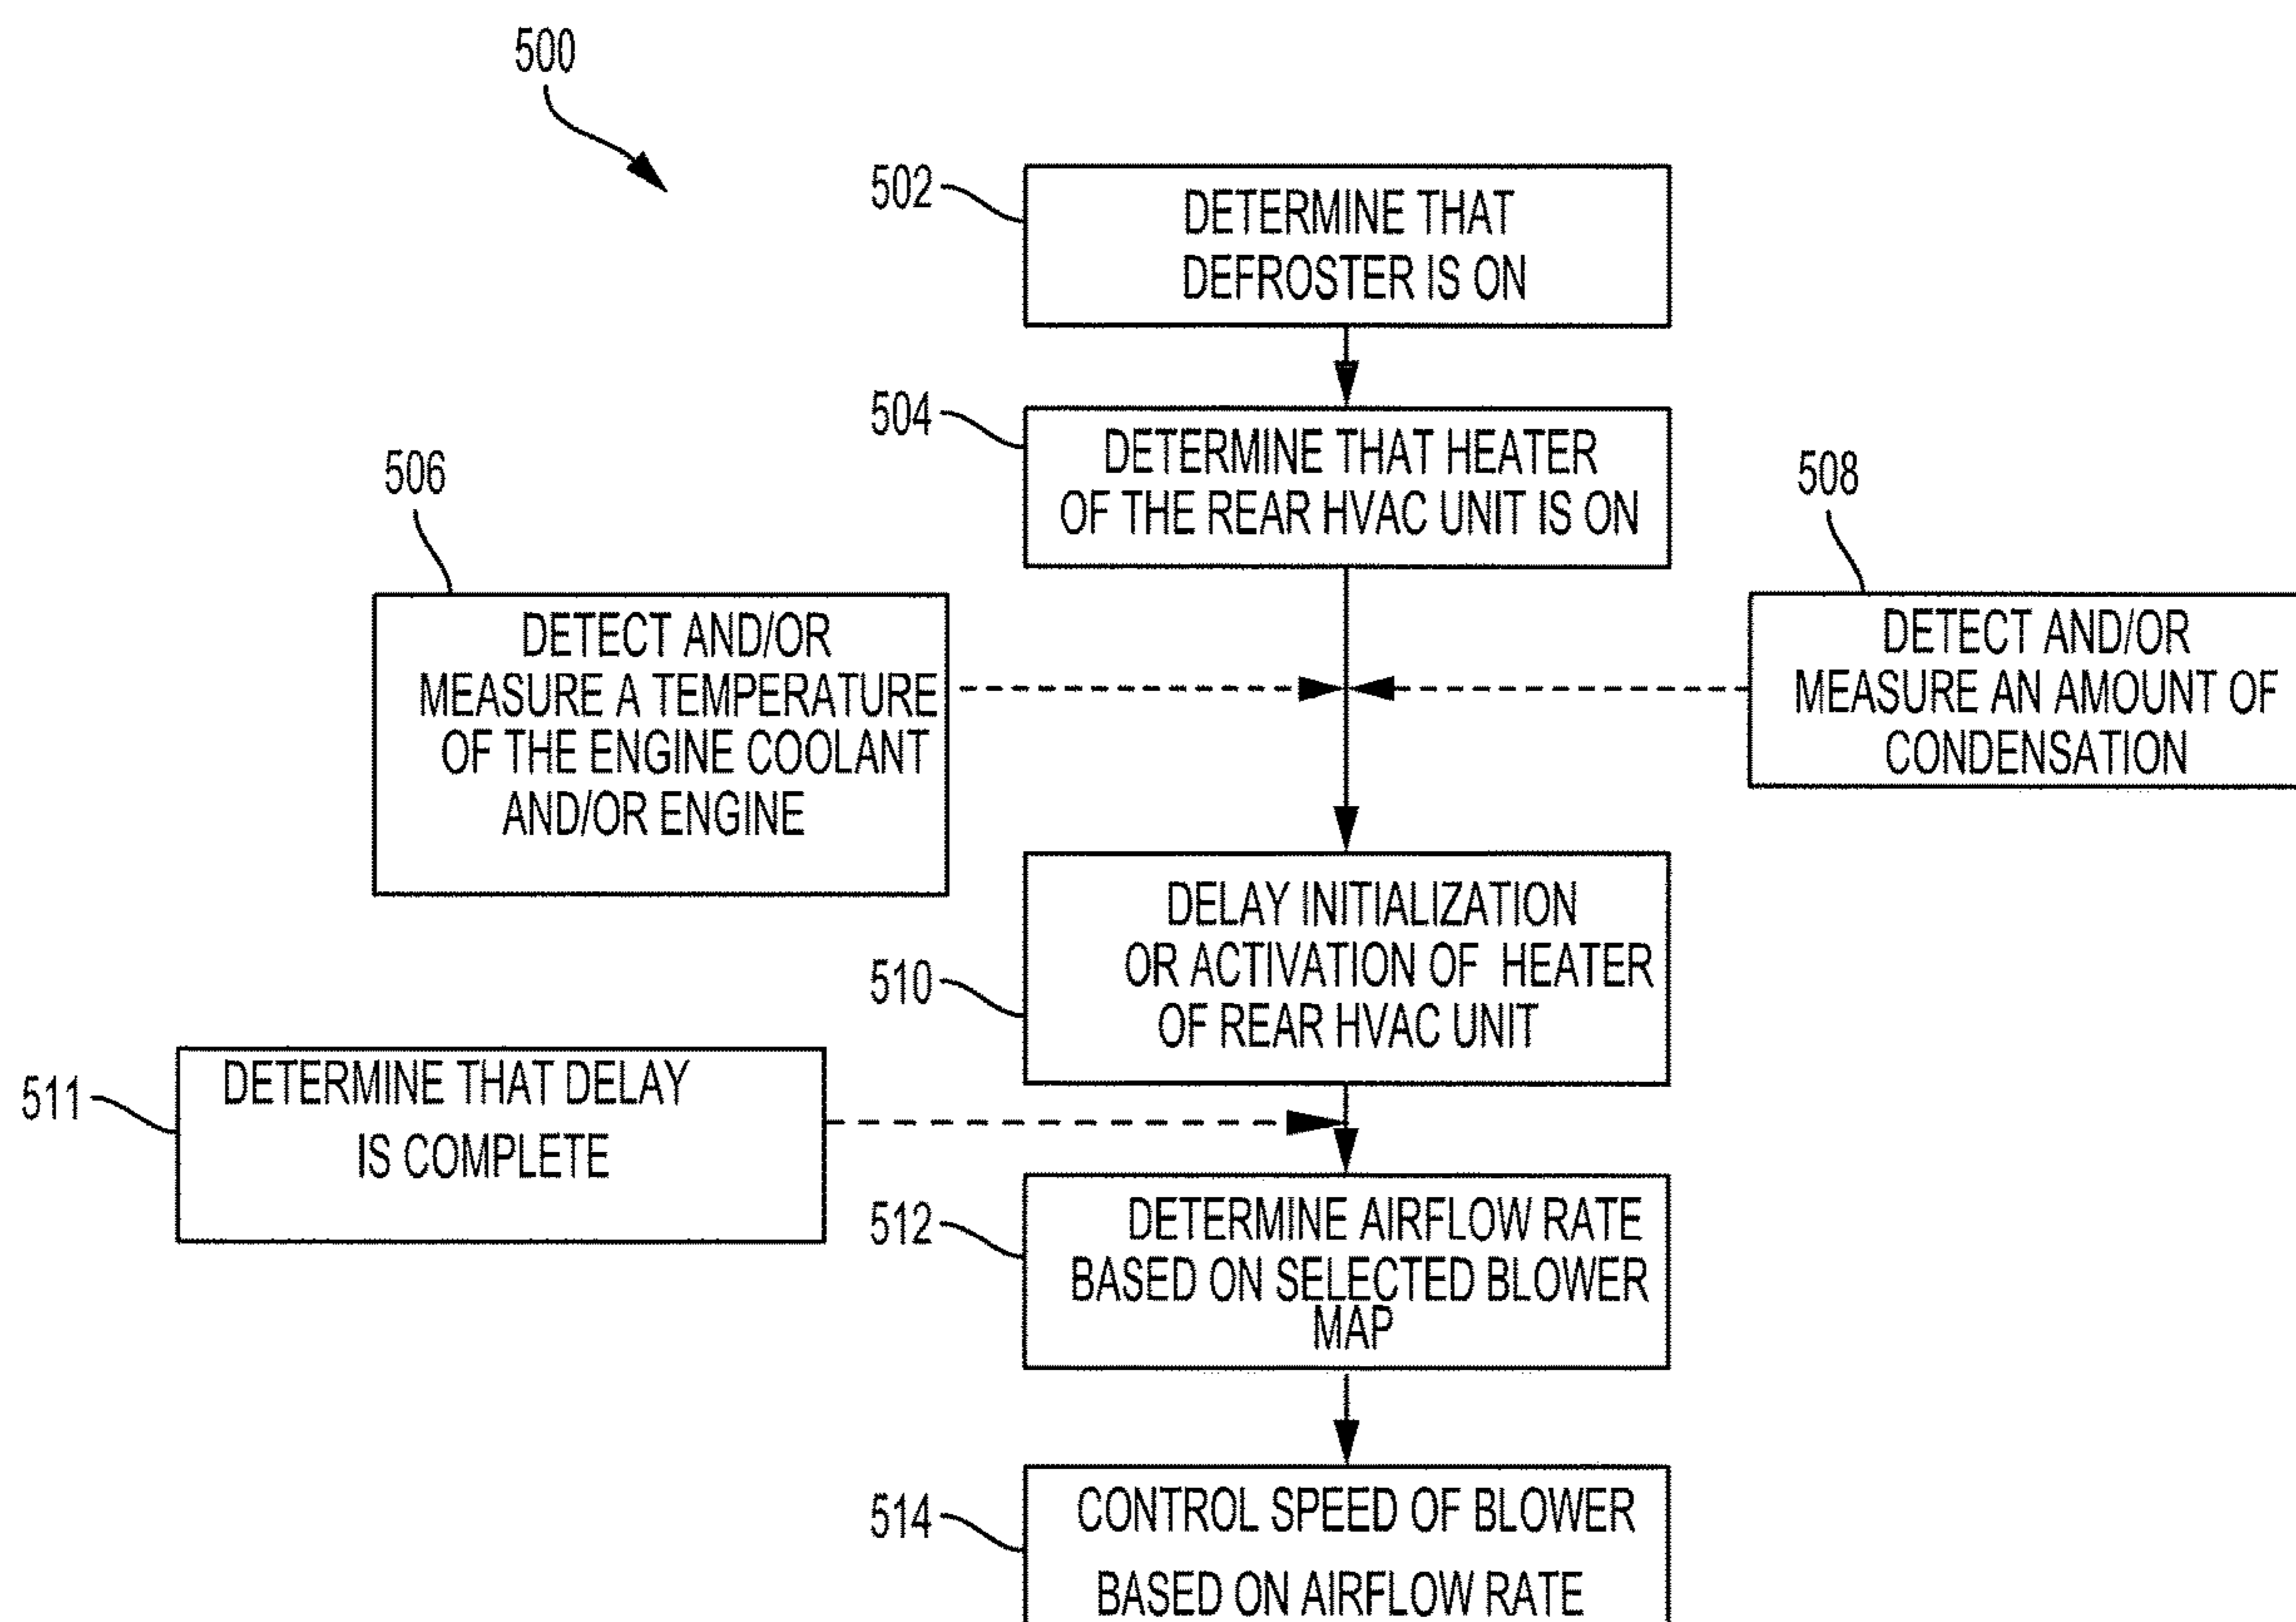 500
502
DETERMINE THAT
DEFROSTER IS ON
504
DETERMINE THAT HEATER
OF THE REAR HVAC UNIT IS ON
506
DETECT AND/OR
MEASURE A TEMPERATURE
OF THE ENGINE COOLANT
AND/OR ENGINE
508
DETECT AND/OR
MEASURE AN AMOUNT OF
CONDENSATION
510
DELAY INITIALIZATION
OR ACTIVATION OF HEATER
OF REAR HVAC UNIT
511
DETERMINE THAT DELAY
IS COMPLETE
512
DETERMINE AIRFLOW RATE
BASED ON SELECTED BLOWER
MAP
514
CONTROL SPEED OF BLOWER
BASED ON AIRFLOW RATE